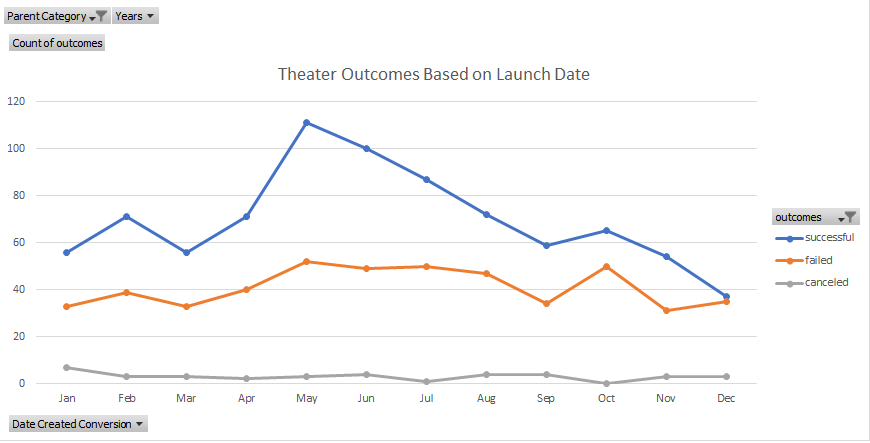 Parent Category Years
Count of outcomes
Theater Outcomes Based on Launch Date
120
100
80
60
40
20
0
Jan Feb Mar Apr May Jun Jul Aug Sep Oct Nov Dec
outcomes
successful
failed
canceled
Date Created Conversion